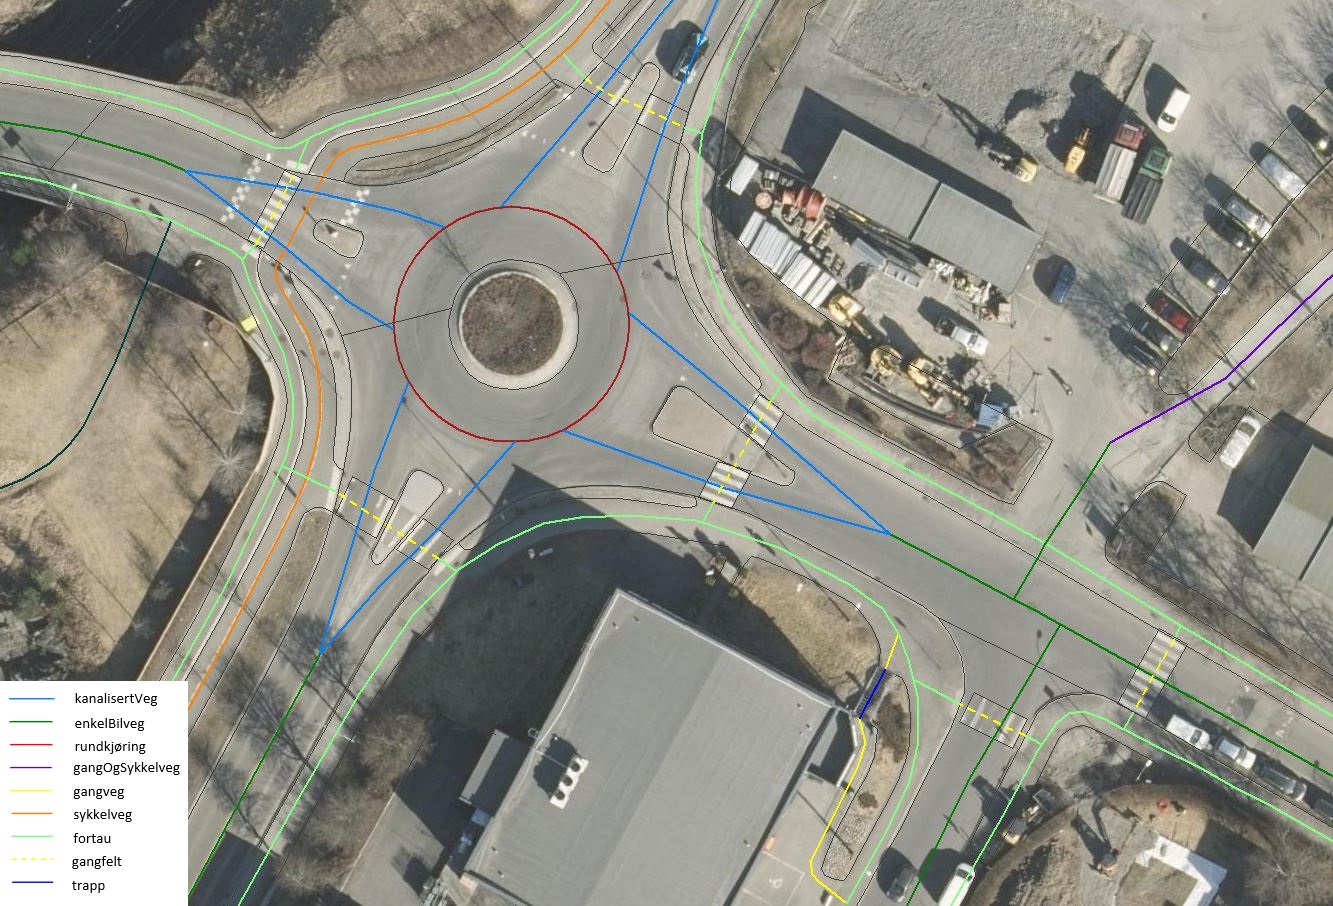 kanalisertVeg
enkelBilveg
rundkjøring
gangOgSykkelveg
gangveg
sykkelveg
fortau
gangfelt
trapp